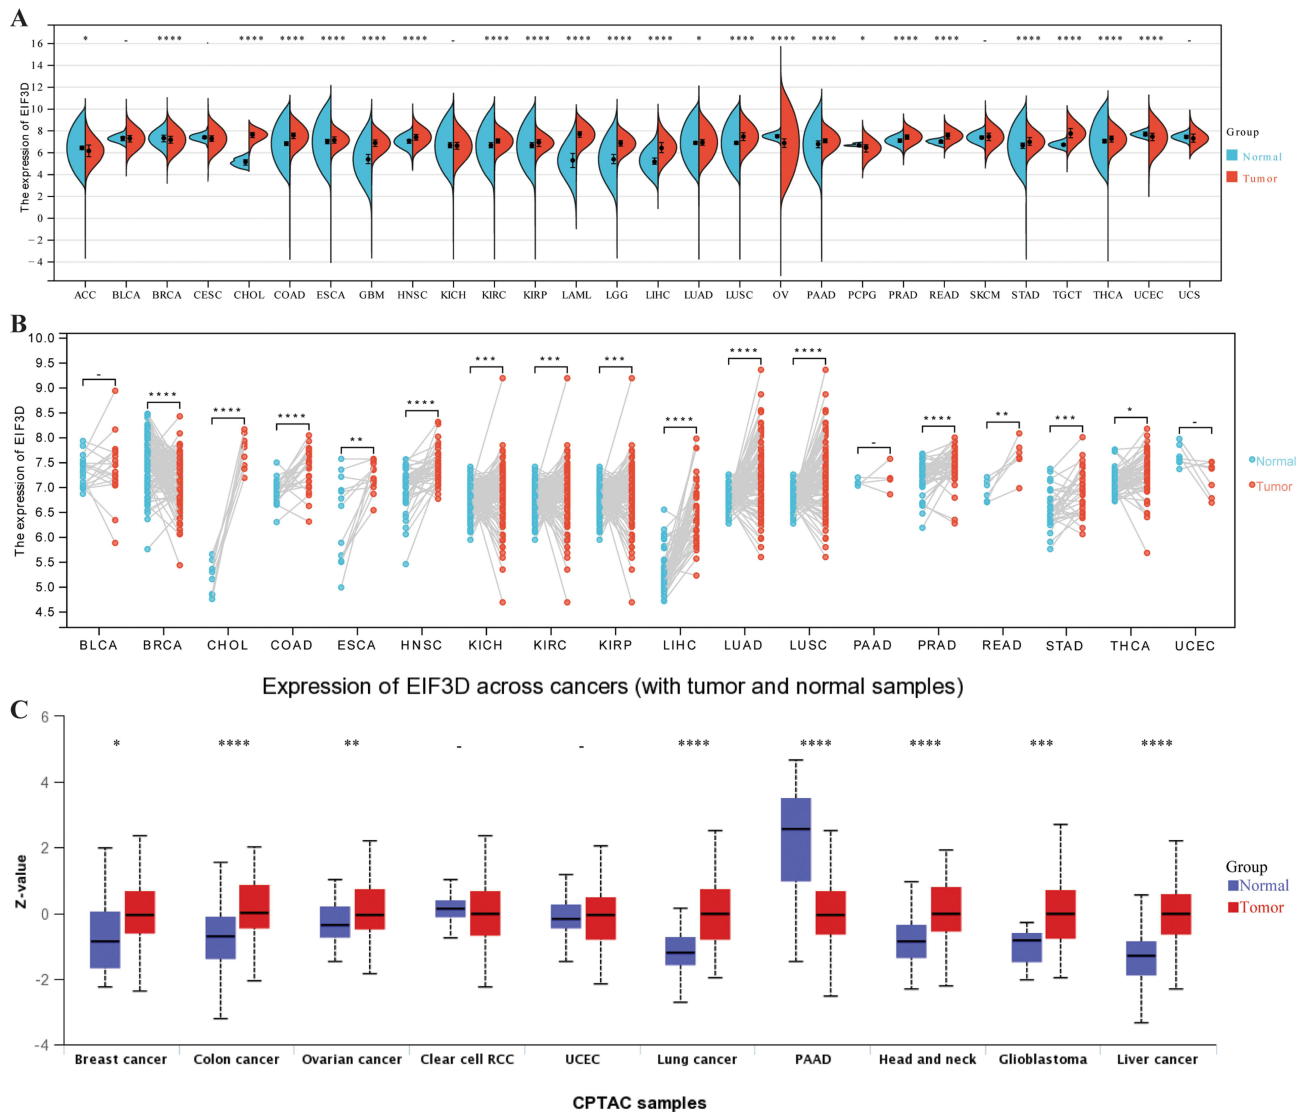 A
* - **** . **** **** **** **** **** - **** **** **** **** **** * **** **** **** * **** **** - **** **** **** **** -
The expression of EIF3D
16
14
12
10
8
6
4
2
0
−2
−4
ACC BLCA BRCA CESC CHOL COAD ESCA GBM HNSC KICH KIRC KIRP LAML LGG LIHC LUAD LUSC OV PAAD PCPG PRAD READ SKCM STAD TGCT THCA UCEC UCS
Group
Normal
Tumor
B
The expression of EIF3D
10.0
9.5
9.0
8.5
8.0
7.5
7.0
6.5
6.0
5.5
5.0
4.5
- **** **** **** ** **** *** *** *** **** **** **** - **** ** *** * -
BLCA BRCA CHOL COAD ESCA HNSC KICH KIRC KIRP LIHC LUAD LUSC PAAD PRAD READ STAD THCA UCEC
Normal
Tumor
Expression of EIF3D across cancers (with tumor and normal samples)
C
Z-value
6
4
2
0
-2
-4
* **** ** - - **** **** **** *** ****
Breast cancer Colon cancer Ovarian cancer Clear cell RCC UCEC Lung cancer PAAD Head and neck Glioblastoma Liver cancer
Group
Normal
Tomor
CPTAC samples